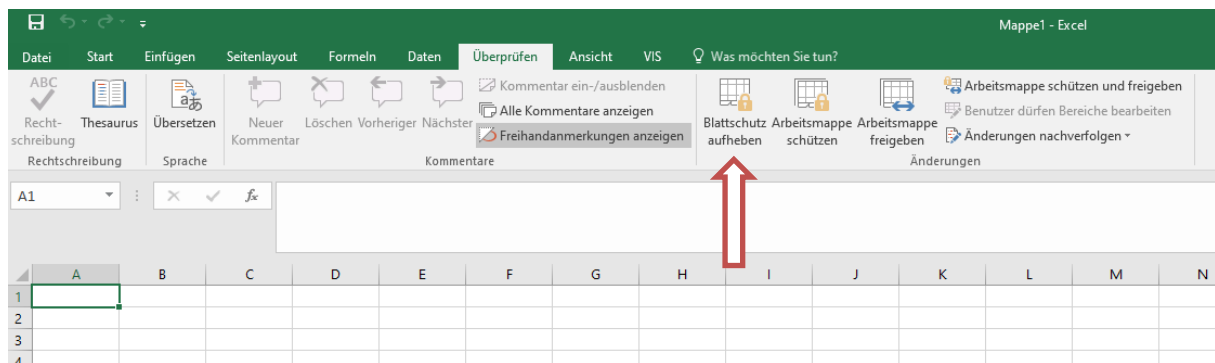 Mappe1 - Excel
Datei Start Einfügen Seitenlayout Formeln Daten Überprüfen Ansicht VIS Was möchten Sie tun?
ABC
Recht-
schreibung
Thesaurus
Übersetzen
Neuer
Kommentar
Löschen
Vorheriger
Nächster
Kommentar ein-/ausblenden
Alle Kommentare anzeigen
Freihandanmerkungen anzeigen
Blattschutz
aufheben
Arbeitsmappe
schützen
Arbeitsmappe
freigeben
Arbeitsmappe schützen und freigeben
Benutzer dürfen Bereiche bearbeiten
Änderungen nachverfolgen
Rechtschreibung Sprache Kommentare Änderungen
A1 fx
A B C D E F G H I J K L M N
1
2
3
4